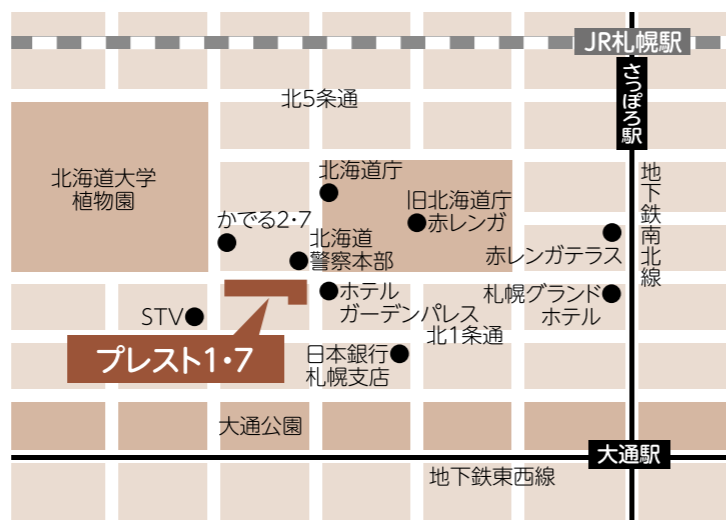 JR札幌駅
さっぽろ駅
北5条通
北海道大学
植物園
北海道庁
旧北海道庁
赤レンガ
地下鉄南北線
かでる2・7
北海道
警察本部
赤レンガテラス
ホテル
ガーデンパレス
札幌グランド
ホテル
STV
北1条通
プレスト1・7
日本銀行
札幌支店
大通公園
大通駅
地下鉄東西線